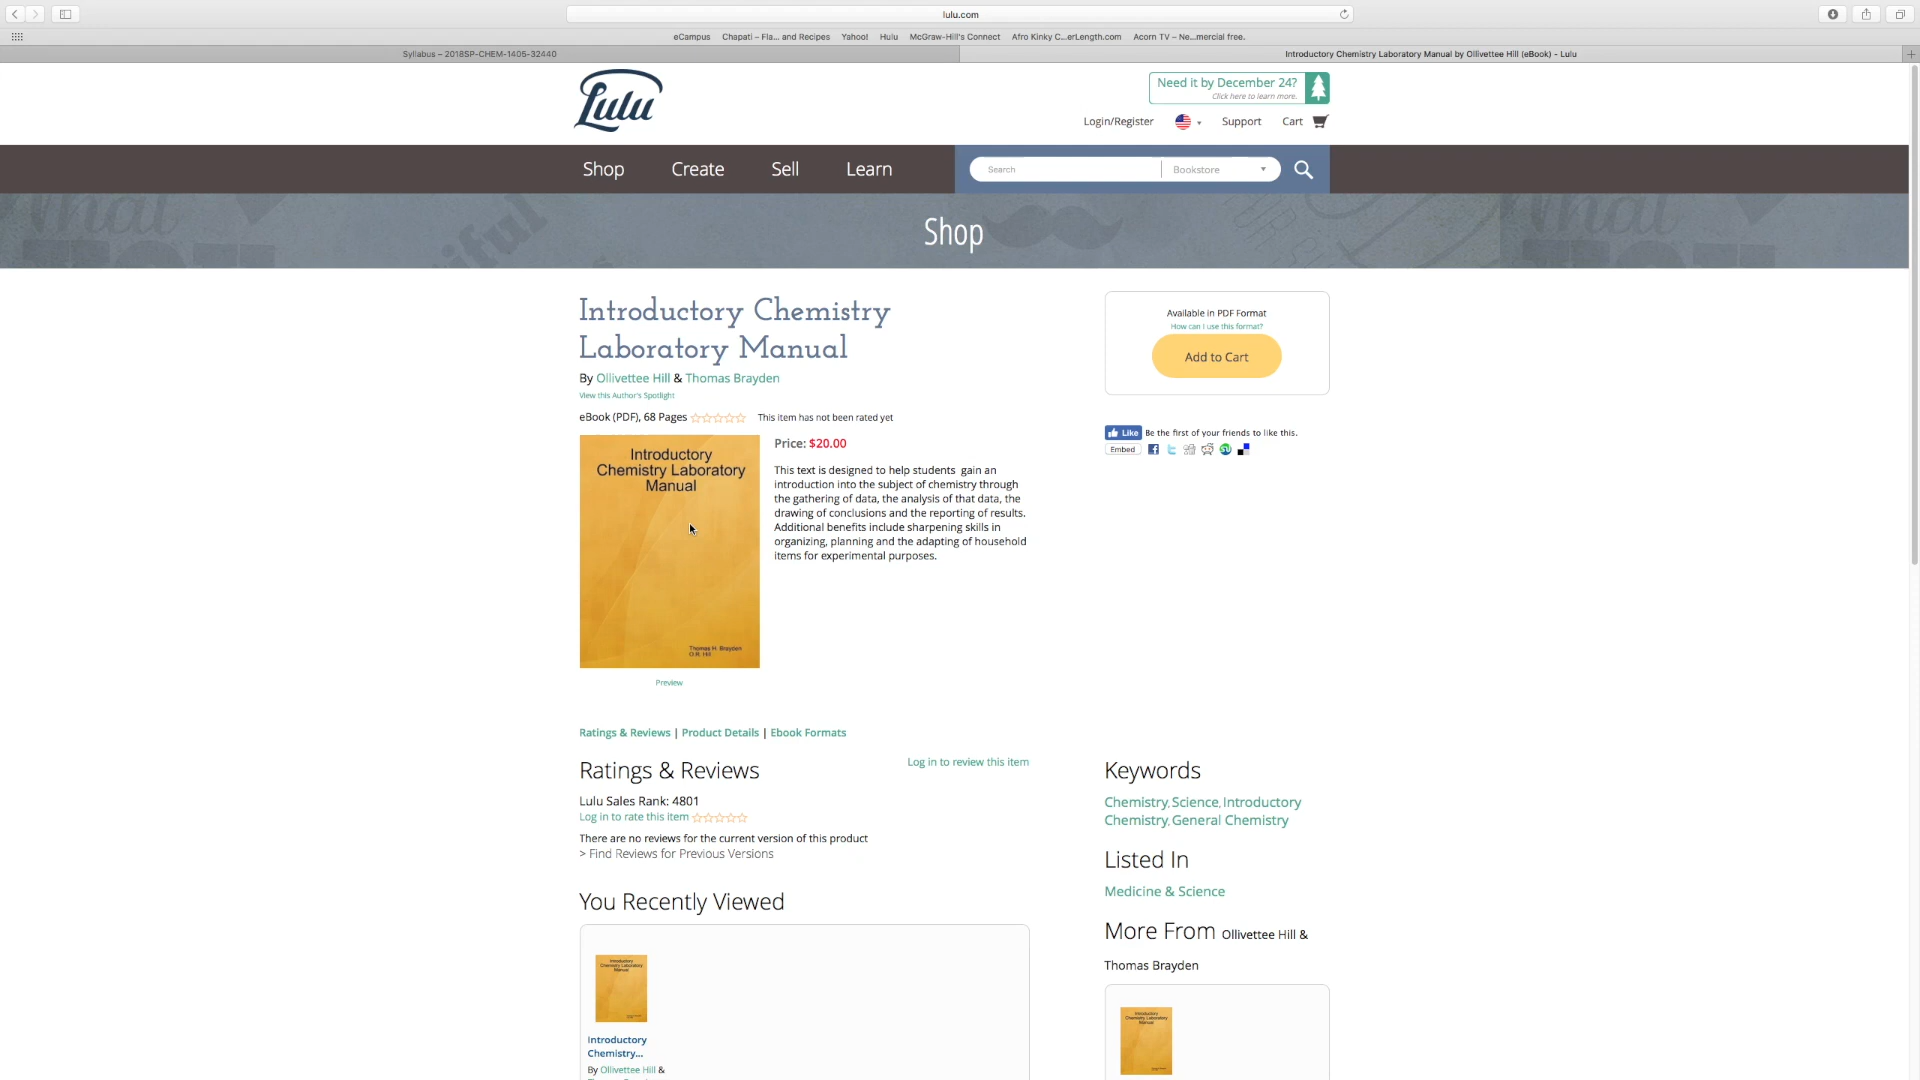 lulu.com
eCampus
Chapati – Fla... and Recipes
Yahoo!
Hulu
McGraw-Hill's Connect
Afro Kinky C...erLength.com
Acorn TV – Ne...mercial free.
Syllabus – 2018SP-CHEM-1405-32440
Introductory Chemistry Laboratory Manual by Ollivettee Hill (eBook) - Lulu
Lulu
Need it by December 24?
Click here to learn more.
Login/Register
Support
Cart
Shop
Create
Sell
Learn
Search
Bookstore
Shop
Introductory Chemistry
Laboratory Manual
By Ollivettee Hill & Thomas Brayden
View this Author's Spotlight
eBook (PDF), 68 Pages
This item has not been rated yet
Introductory
Chemistry Laboratory
Manual
Thomas H. Brayden
O.R. Hill
Preview
Price: $20.00
This text is designed to help students gain an
introduction into the subject of chemistry through
the gathering of data, the analysis of that data, the
drawing of conclusions and the reporting of results.
Additional benefits include sharpening skills in
organizing, planning and the adapting of household
items for experimental purposes.
Available in PDF Format
How can I use this format?
Add to Cart
Like
Be the first of your friends to like this.
Embed
Ratings & Reviews | Product Details | Ebook Formats
Ratings & Reviews
Log in to review this item
Lulu Sales Rank: 4801
Log in to rate this item
There are no reviews for the current version of this product
> Find Reviews for Previous Versions
You Recently Viewed
Introductory
Chemistry Laboratory
Manual
Introductory
Chemistry...
By Ollivettee Hill &
Keywords
Chemistry, Science, Introductory
Chemistry, General Chemistry
Listed In
Medicine & Science
More From Ollivettee Hill &
Thomas Brayden
Introductory
Chemistry Laboratory
Manual